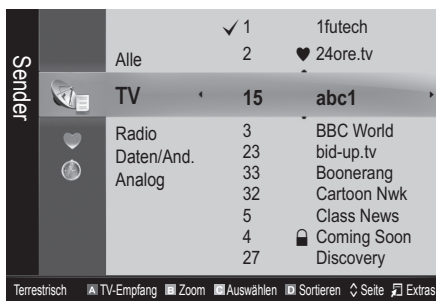 Sender
1 1futech
Alle 2 24ore.tv
TV 15 abc1
Radio 3 BBC World
Daten/And. 23 bid-up.tv
Analog 33 Boonerang
32 Cartoon Nwk
5 Class News
4 Coming Soon
27 Discovery
Terrestrisch A TV-Empfang B Zoom C Auswählen D Sortieren Seite Extras